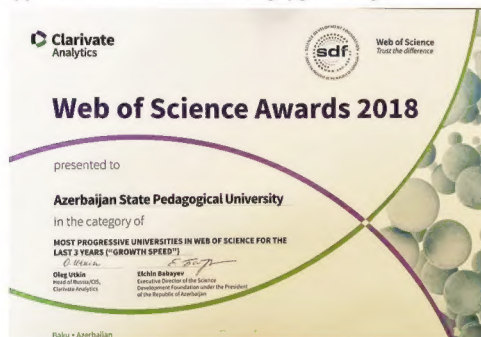 Clarivate
Analytics
sdf
Web of Science
Trust the difference
Web of Science Awards 2018
presented to
Azerbaijan State Pedagogical University
in the category of
MOST PROGRESSIVE UNIVERSITIES IN WEB OF SCIENCE FOR THE
LAST 3 YEARS ("GROWTH SPEED")
Oleg Utkin
Head of Russia/CIS,
Clarivate Analytics
Elchin Babayev
Executive Director of the Science
Development Foundation under the President
of the Republic of Azerbaijan
Baku • Azerbaijan